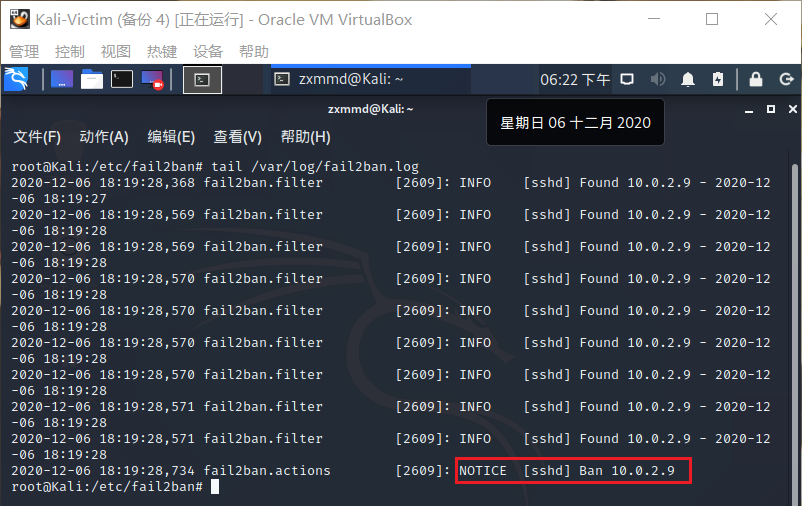 Kali-Victim (备份 4) [正在运行] - Oracle VM VirtualBox
管理 控制 视图 热键 设备 帮助
zxmmd@Kali: ~ 06:22 下午
zxmmd@Kali: ~
星期日 06 十二月 2020
文件(F) 动作(A) 编辑(E) 查看(V) 帮助(H)
root@Kali:/etc/fail2ban# tail /var/log/fail2ban.log
2020-12-06 18:19:28,368 fail2ban.filter [2609]: INFO [sshd] Found 10.0.2.9 - 2020-12
-06 18:19:27
2020-12-06 18:19:28,569 fail2ban.filter [2609]: INFO [sshd] Found 10.0.2.9 - 2020-12
-06 18:19:28
2020-12-06 18:19:28,569 fail2ban.filter [2609]: INFO [sshd] Found 10.0.2.9 - 2020-12
-06 18:19:28
2020-12-06 18:19:28,570 fail2ban.filter [2609]: INFO [sshd] Found 10.0.2.9 - 2020-12
-06 18:19:28
2020-12-06 18:19:28,570 fail2ban.filter [2609]: INFO [sshd] Found 10.0.2.9 - 2020-12
-06 18:19:28
2020-12-06 18:19:28,570 fail2ban.filter [2609]: INFO [sshd] Found 10.0.2.9 - 2020-12
-06 18:19:28
2020-12-06 18:19:28,570 fail2ban.filter [2609]: INFO [sshd] Found 10.0.2.9 - 2020-12
-06 18:19:28
2020-12-06 18:19:28,571 fail2ban.filter [2609]: INFO [sshd] Found 10.0.2.9 - 2020-12
-06 18:19:28
2020-12-06 18:19:28,571 fail2ban.filter [2609]: INFO [sshd] Found 10.0.2.9 - 2020-12
-06 18:19:28
2020-12-06 18:19:28,734 fail2ban.actions [2609]: NOTICE [sshd] Ban 10.0.2.9
root@Kali:/etc/fail2ban#